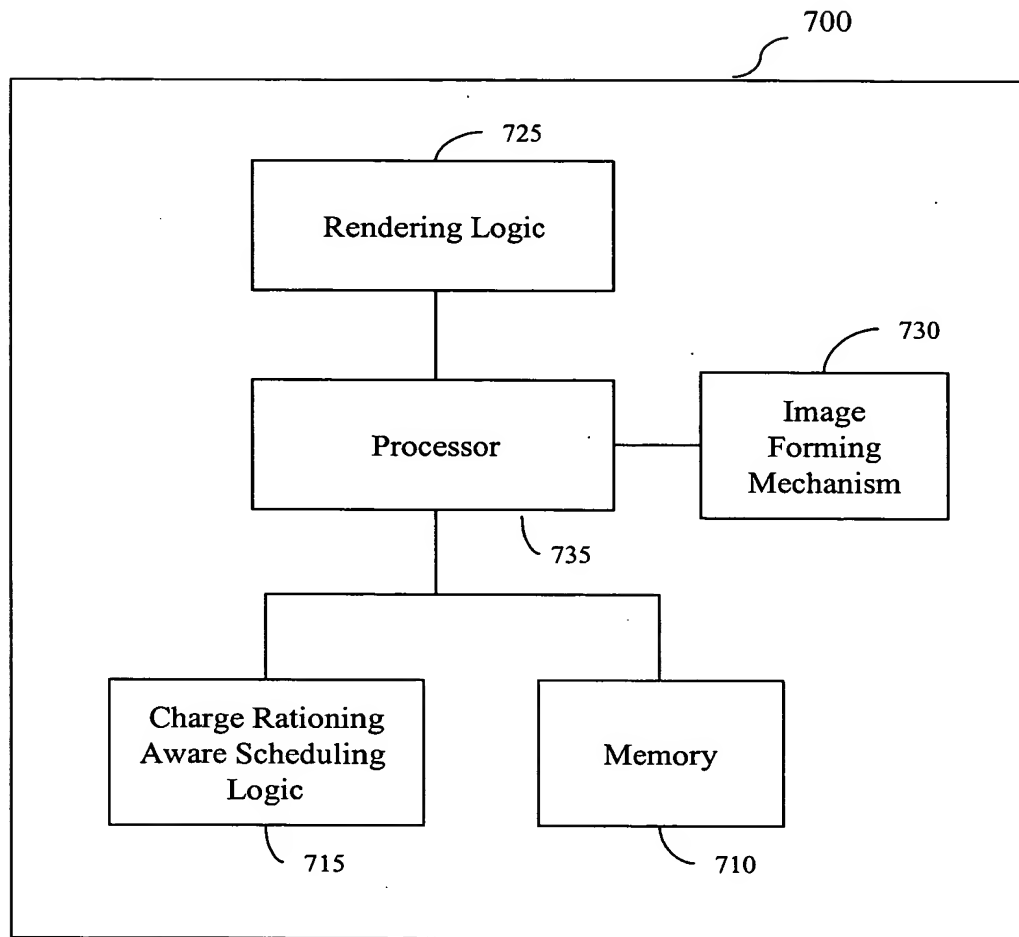 700
725
Rendering Logic
730
Processor
Image
Forming
Mechanism
735
Charge Rationing
Aware Scheduling
Logic
Memory
715
710